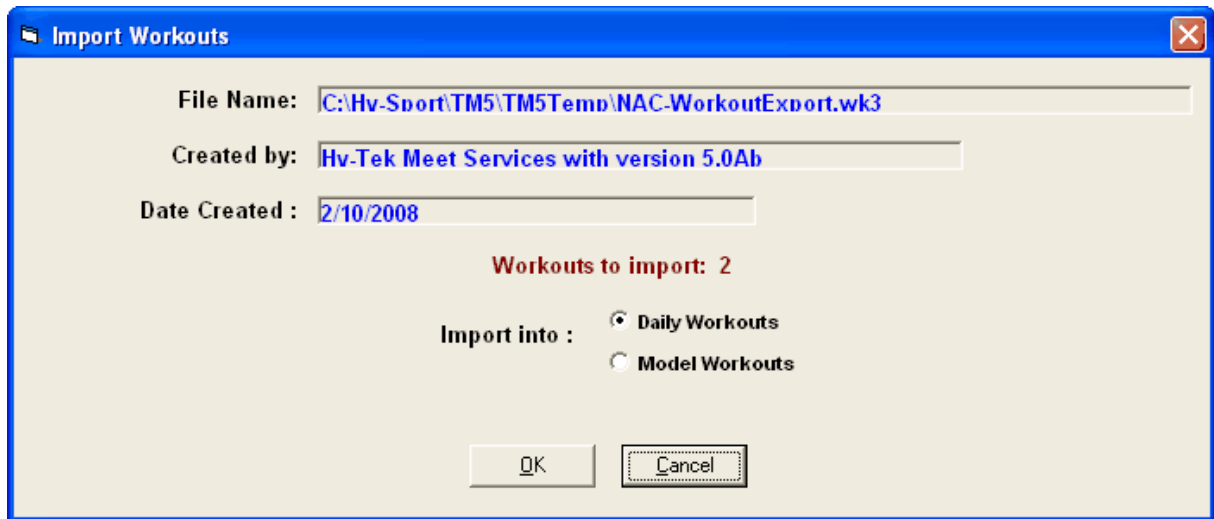 Import Workouts
File Name: C:\Hy-Sport\TM5\TM5Temp\NAC-WorkoutExport.wk3
Created by: Hy-Tek Meet Services with version 5.0Ab
Date Created : 2/10/2008
Workouts to import: 2
Daily Workouts
Import into :
Model Workouts
OK Cancel